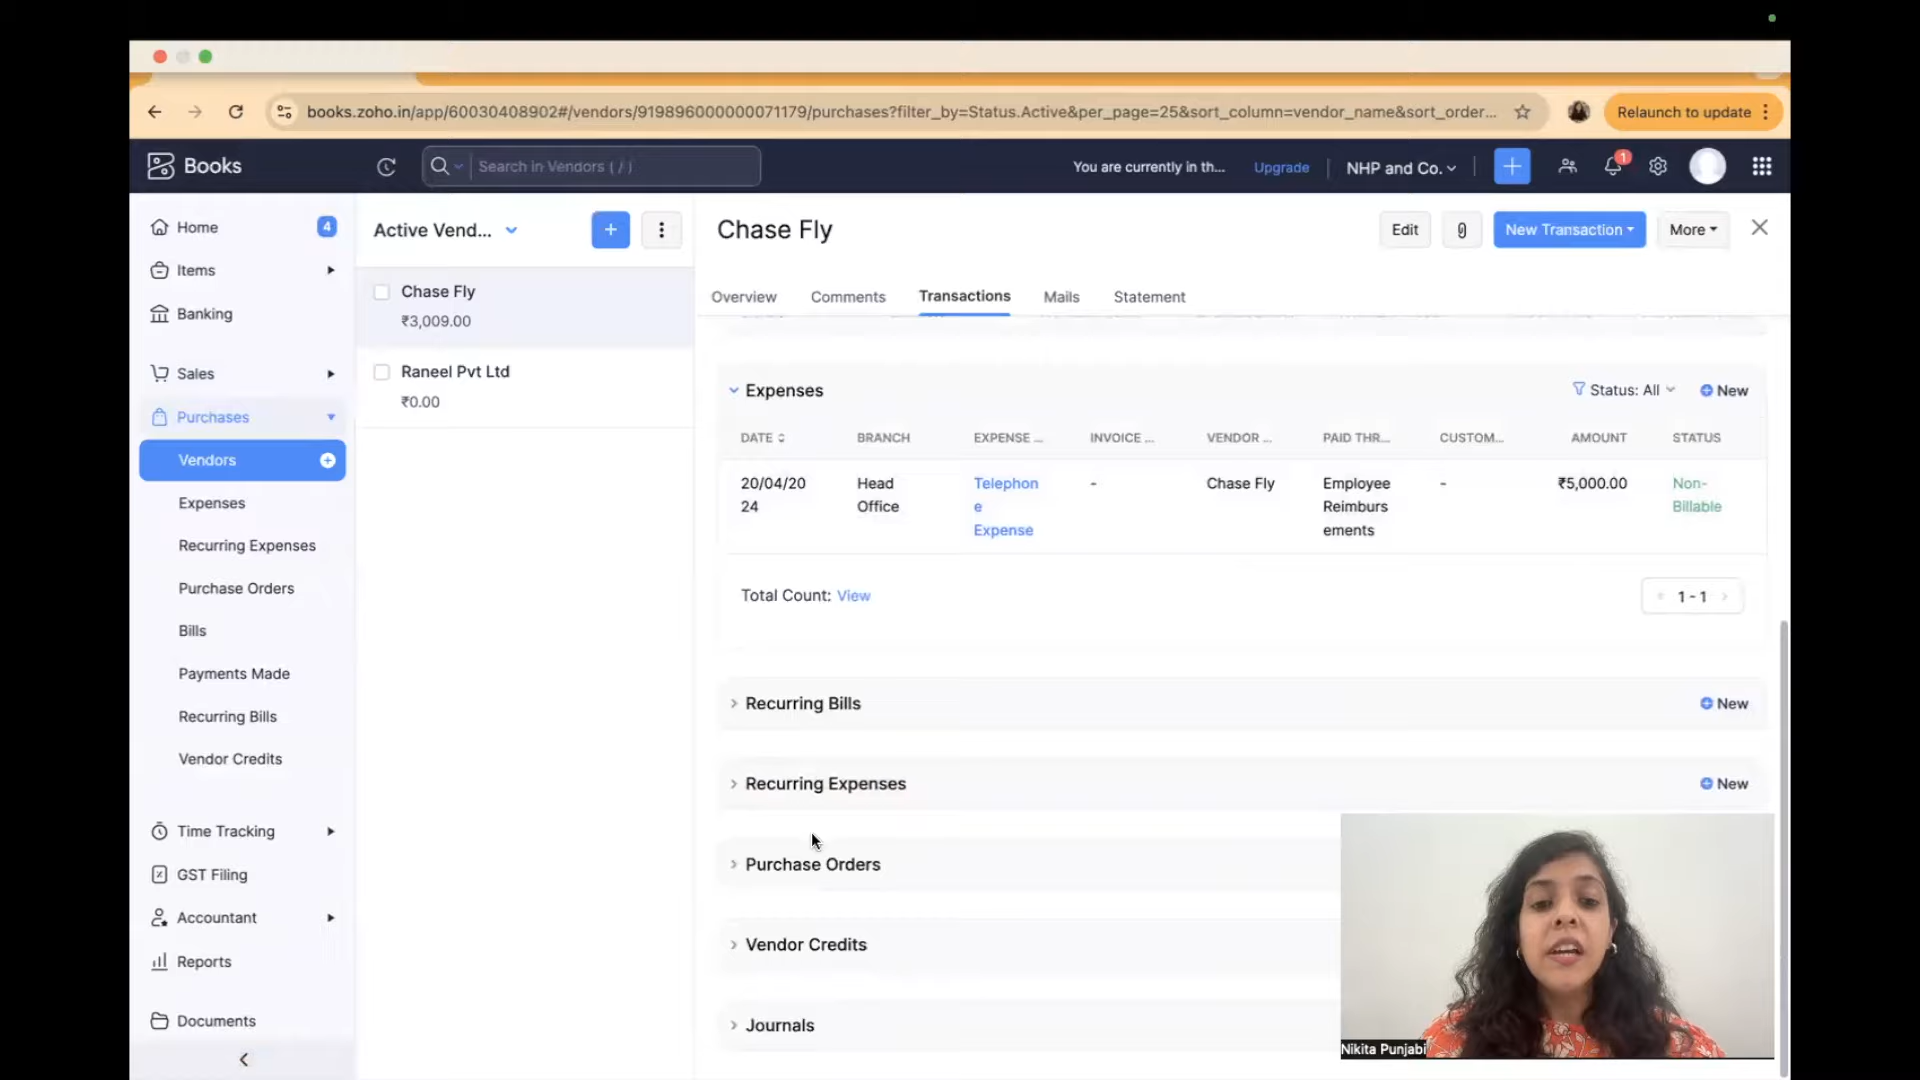 books.zoho.in/app/60030408902#/vendors/919896000000071179/purchases?filter_by=Status.Active&per_page=25&sort_column=vendor_name&sort_order...
Relaunch to update
Books
Search in Vendors ( / )
You are currently in th...
Upgrade
NHP and Co.
1
Home
4
Items
Banking
Sales
Purchases
Vendors
Expenses
Recurring Expenses
Purchase Orders
Bills
Payments Made
Recurring Bills
Vendor Credits
Time Tracking
GST Filing
Accountant
Reports
Documents
Active Vend...
Chase Fly
₹3,009.00
Raneel Pvt Ltd
₹0.00
Chase Fly
Edit
New Transaction
More
Overview
Comments
Transactions
Mails
Statement
Expenses
Status: All
New
DATE
BRANCH
EXPENSE ...
INVOICE ...
VENDOR ...
PAID THR...
CUSTOM...
AMOUNT
STATUS
20/04/20
24
Head
Office
Telephon
e
Expense
-
Chase Fly
Employee
Reimburs
ements
-
₹5,000.00
Non-
Billable
Total Count: View
1 - 1
Recurring Bills
New
Recurring Expenses
New
Purchase Orders
Vendor Credits
Journals
Nikita Punjabi